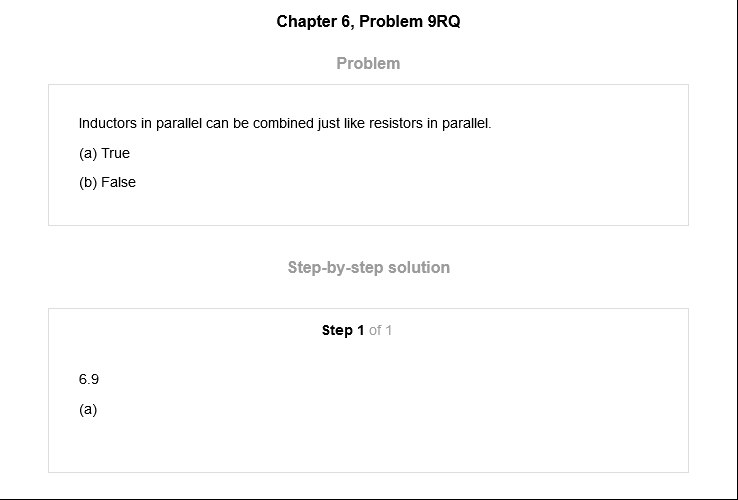 Chapter 6, Problem 9RQ
Problem
Inductors in parallel can be combined just like resistors in parallel.
(a) True
(b) False
Step-by-step solution
Step 1 of 1
6.9
(a)